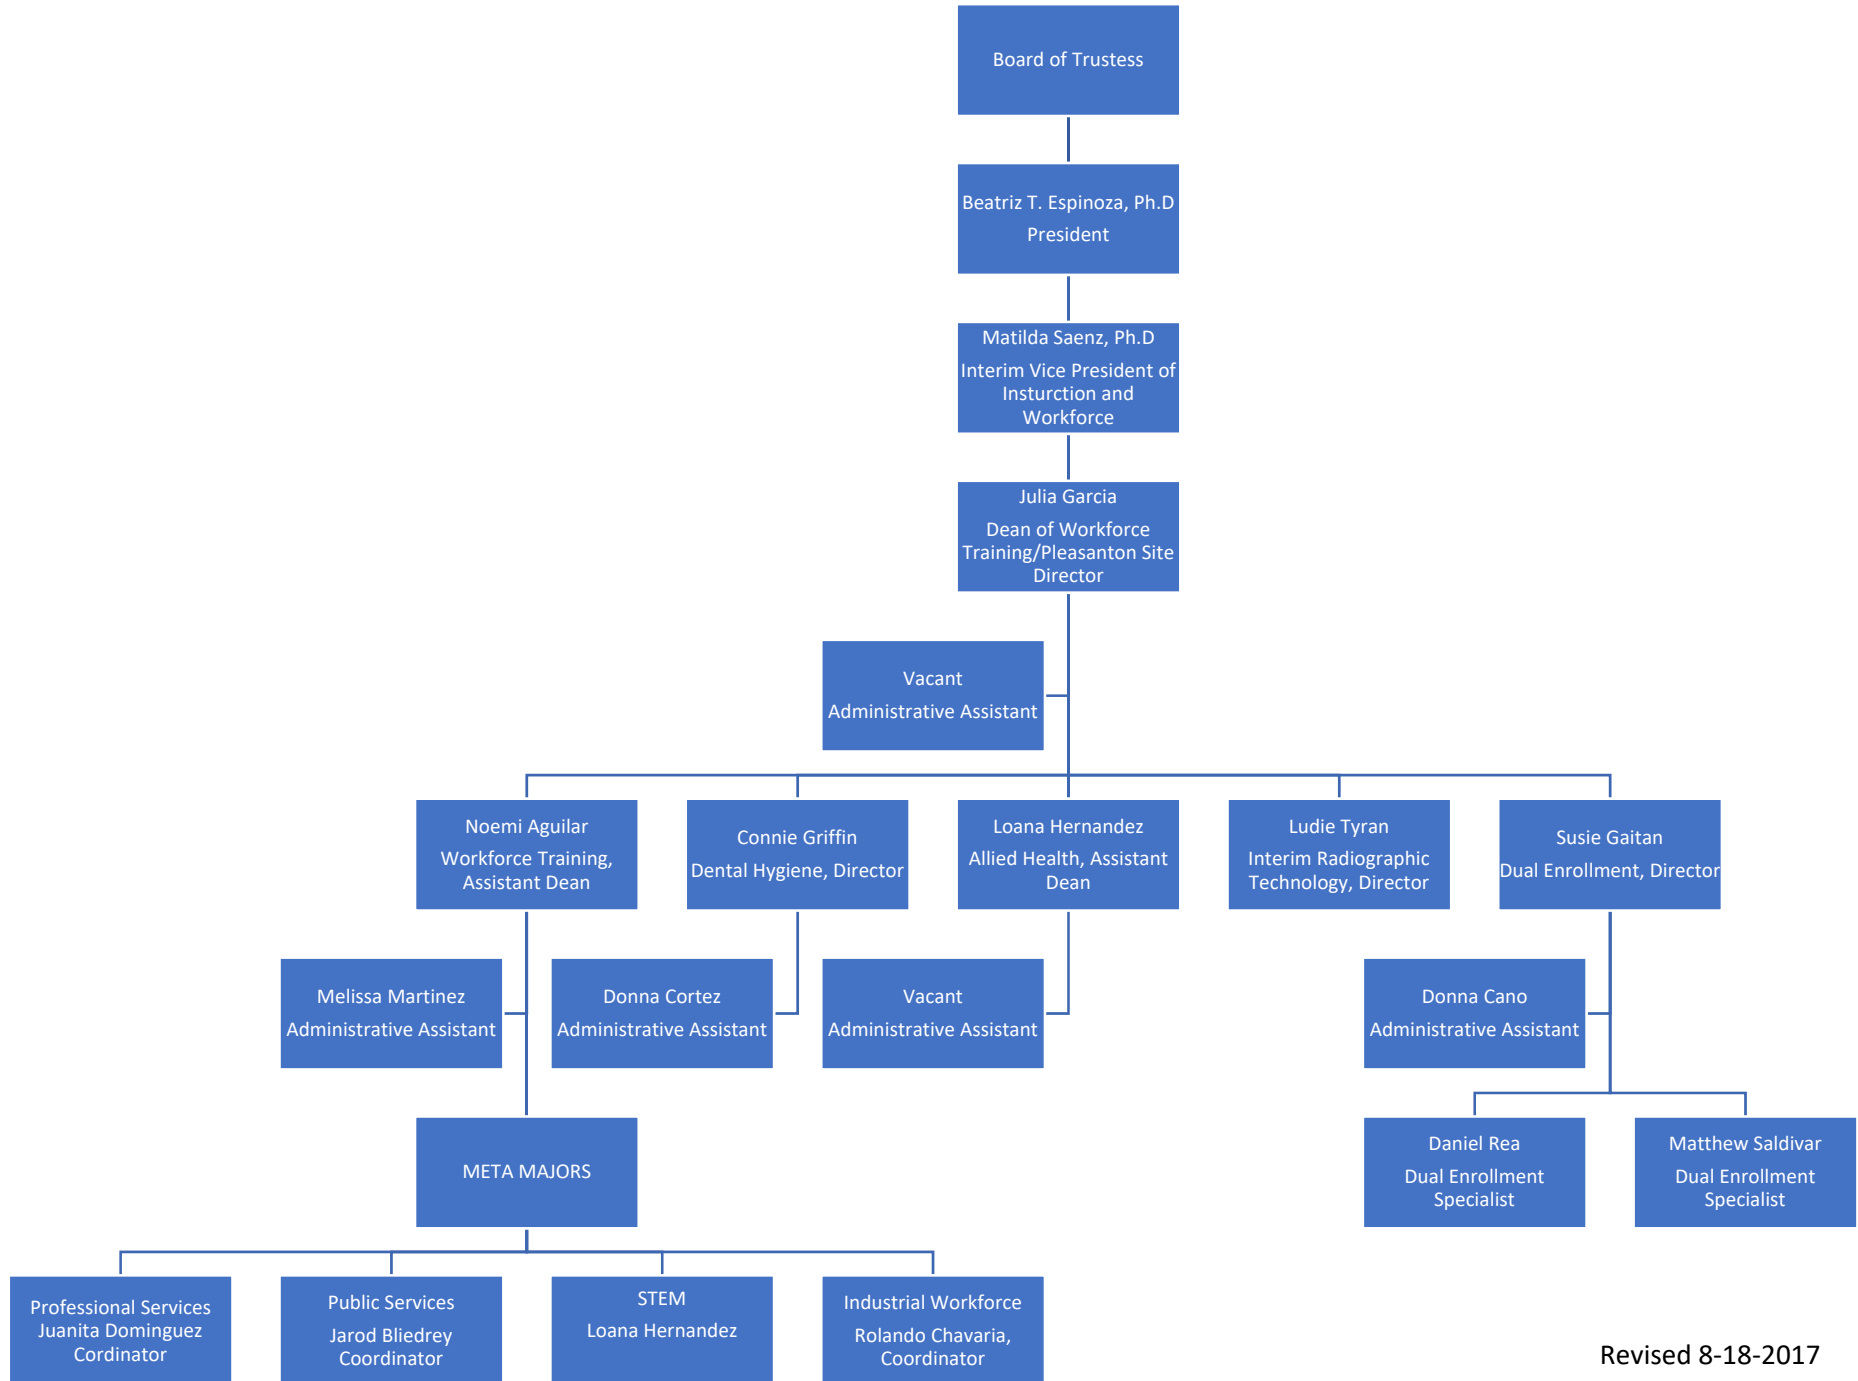 Board of Trustess
Beatriz T. Espinoza, Ph.D
President
Matilda Saenz, Ph.D
Interim Vice President of
Insturction and
Workforce
Julia Garcia
Dean of Workforce
Training/Pleasanton Site
Director
Vacant
Administrative Assistant
Noemi Aguilar
Workforce Training,
Assistant Dean
Connie Griffin
Dental Hygiene, Director
Loana Hernandez
Allied Health, Assistant
Dean
Ludie Tyran
Interim Radiographic
Technology, Director
Susie Gaitan
Dual Enrollment, Director
Melissa Martinez
Administrative Assistant
Donna Cortez
Administrative Assistant
Vacant
Administrative Assistant
Donna Cano
Administrative Assistant
META MAJORS
Daniel Rea
Dual Enrollment
Specialist
Matthew Saldivar
Dual Enrollment
Specialist
Professional Services
Juanita Dominguez
Cordinator
Public Services
Jarod Bliedrey
Coordinator
STEM
Loana Hernandez
Industrial Workforce
Rolando Chavaria,
Coordinator
Revised 8-18-2017